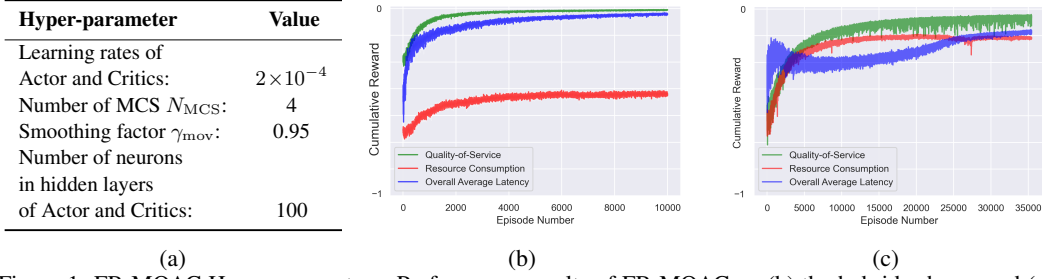 Hyper-parameter Value
Learning rates of
Actor and Critics: 2×10⁻⁴
Number of MCS N_MCS: 4
Smoothing factor γ_mov: 0.95
Number of neurons
in hidden layers
of Actor and Critics: 100
(a)
0
−1
Cumulative Reward
Quality-of-Service
Resource Consumption
Overall Average Latency
0 2000 4000 6000 8000 10000
Episode Number
(b)
0
−1
Cumulative Reward
Quality-of-Service
Resource Consumption
Overall Average Latency
0 5000 10000 15000 20000 25000 30000 35000
Episode Number
(c)